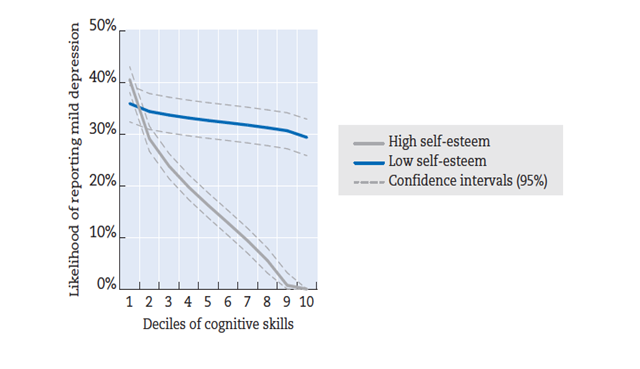 Likelihood of reporting mild depression
50%
40%
30%
20%
10%
0%
1 2 3 4 5 6 7 8 9 10
Deciles of cognitive skills
High self-esteem
Low self-esteem
Confidence intervals (95%)